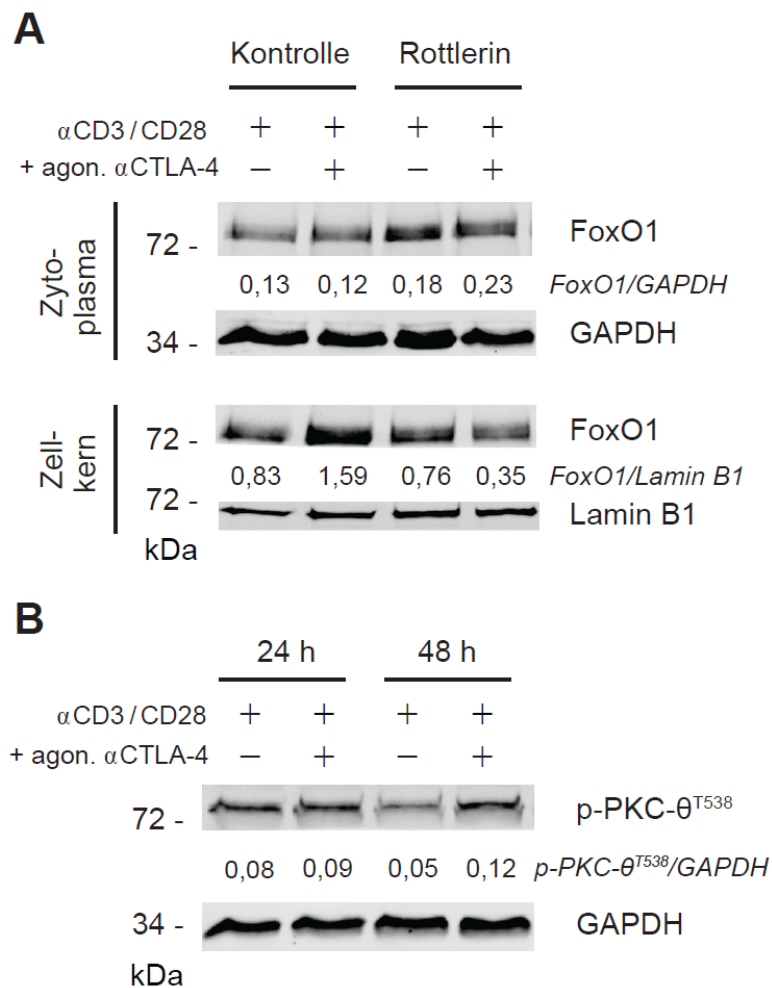 A
Kontrolle Rottlerin
αCD3 / CD28 + + + +
+ agon. αCTLA-4 − + − +
Zyto-
plasma
72 - FoxO1
0,13 0,12 0,18 0,23 FoxO1/GAPDH
34 - GAPDH
Zell-
kern
72 - FoxO1
0,83 1,59 0,76 0,35 FoxO1/Lamin B1
72 - Lamin B1
kDa
B
24 h 48 h
αCD3 / CD28 + + + +
+ agon. αCTLA-4 − + − +
72 - p-PKC-θT538
0,08 0,09 0,05 0,12 p-PKC-θT538/GAPDH
34 - GAPDH
kDa